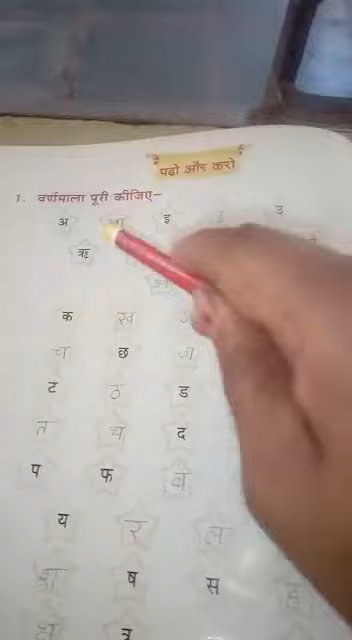 पढ़ो और करो
1. वर्णमाला पूरी कीजिए–
अ आ इ उ
ऋ
क ख
च छ ज
ट ठ ड
त थ द
प फ ब
य र ल
श ष स ह
क्ष त्र